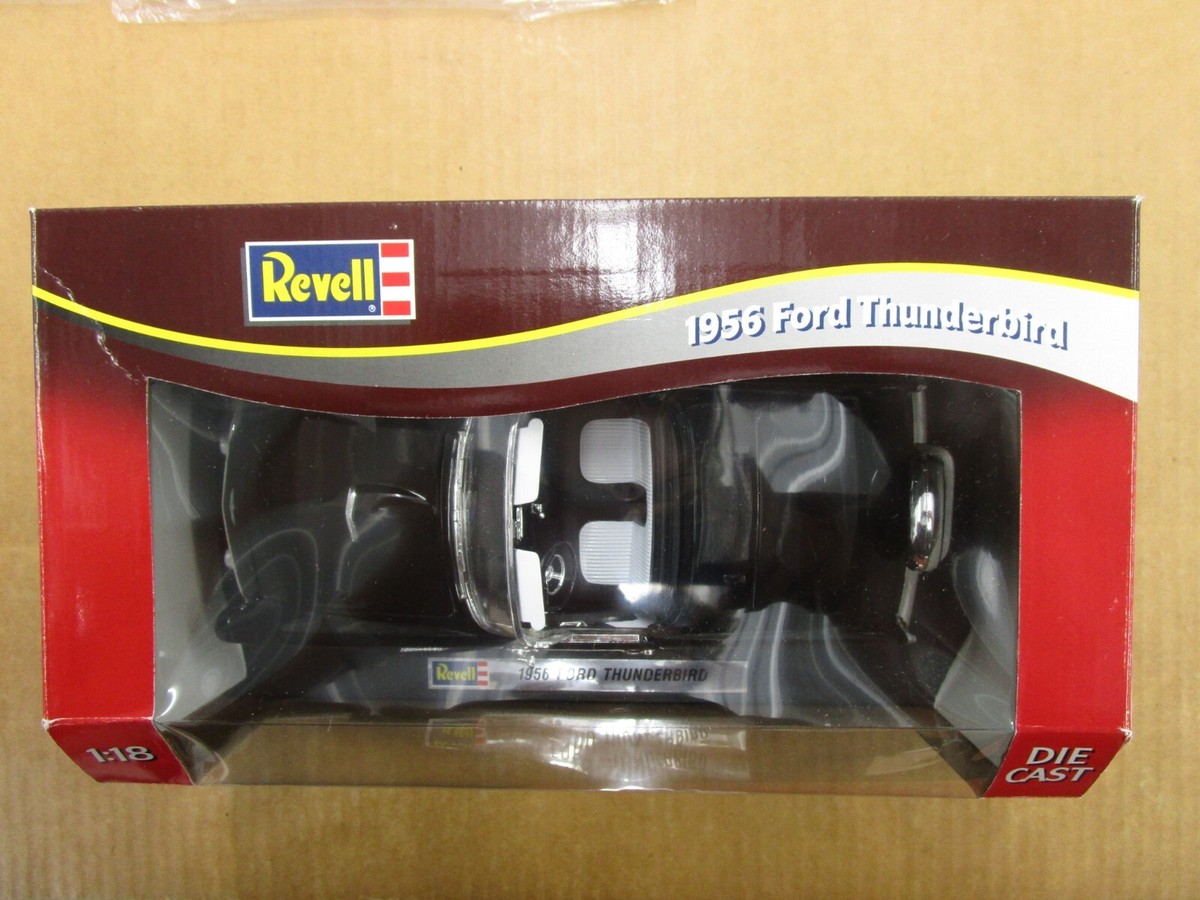 Revell®
1956 Ford Thunderbird
Revell 1956 FORD THUNDERBIRD
1:18
DIE
CAST